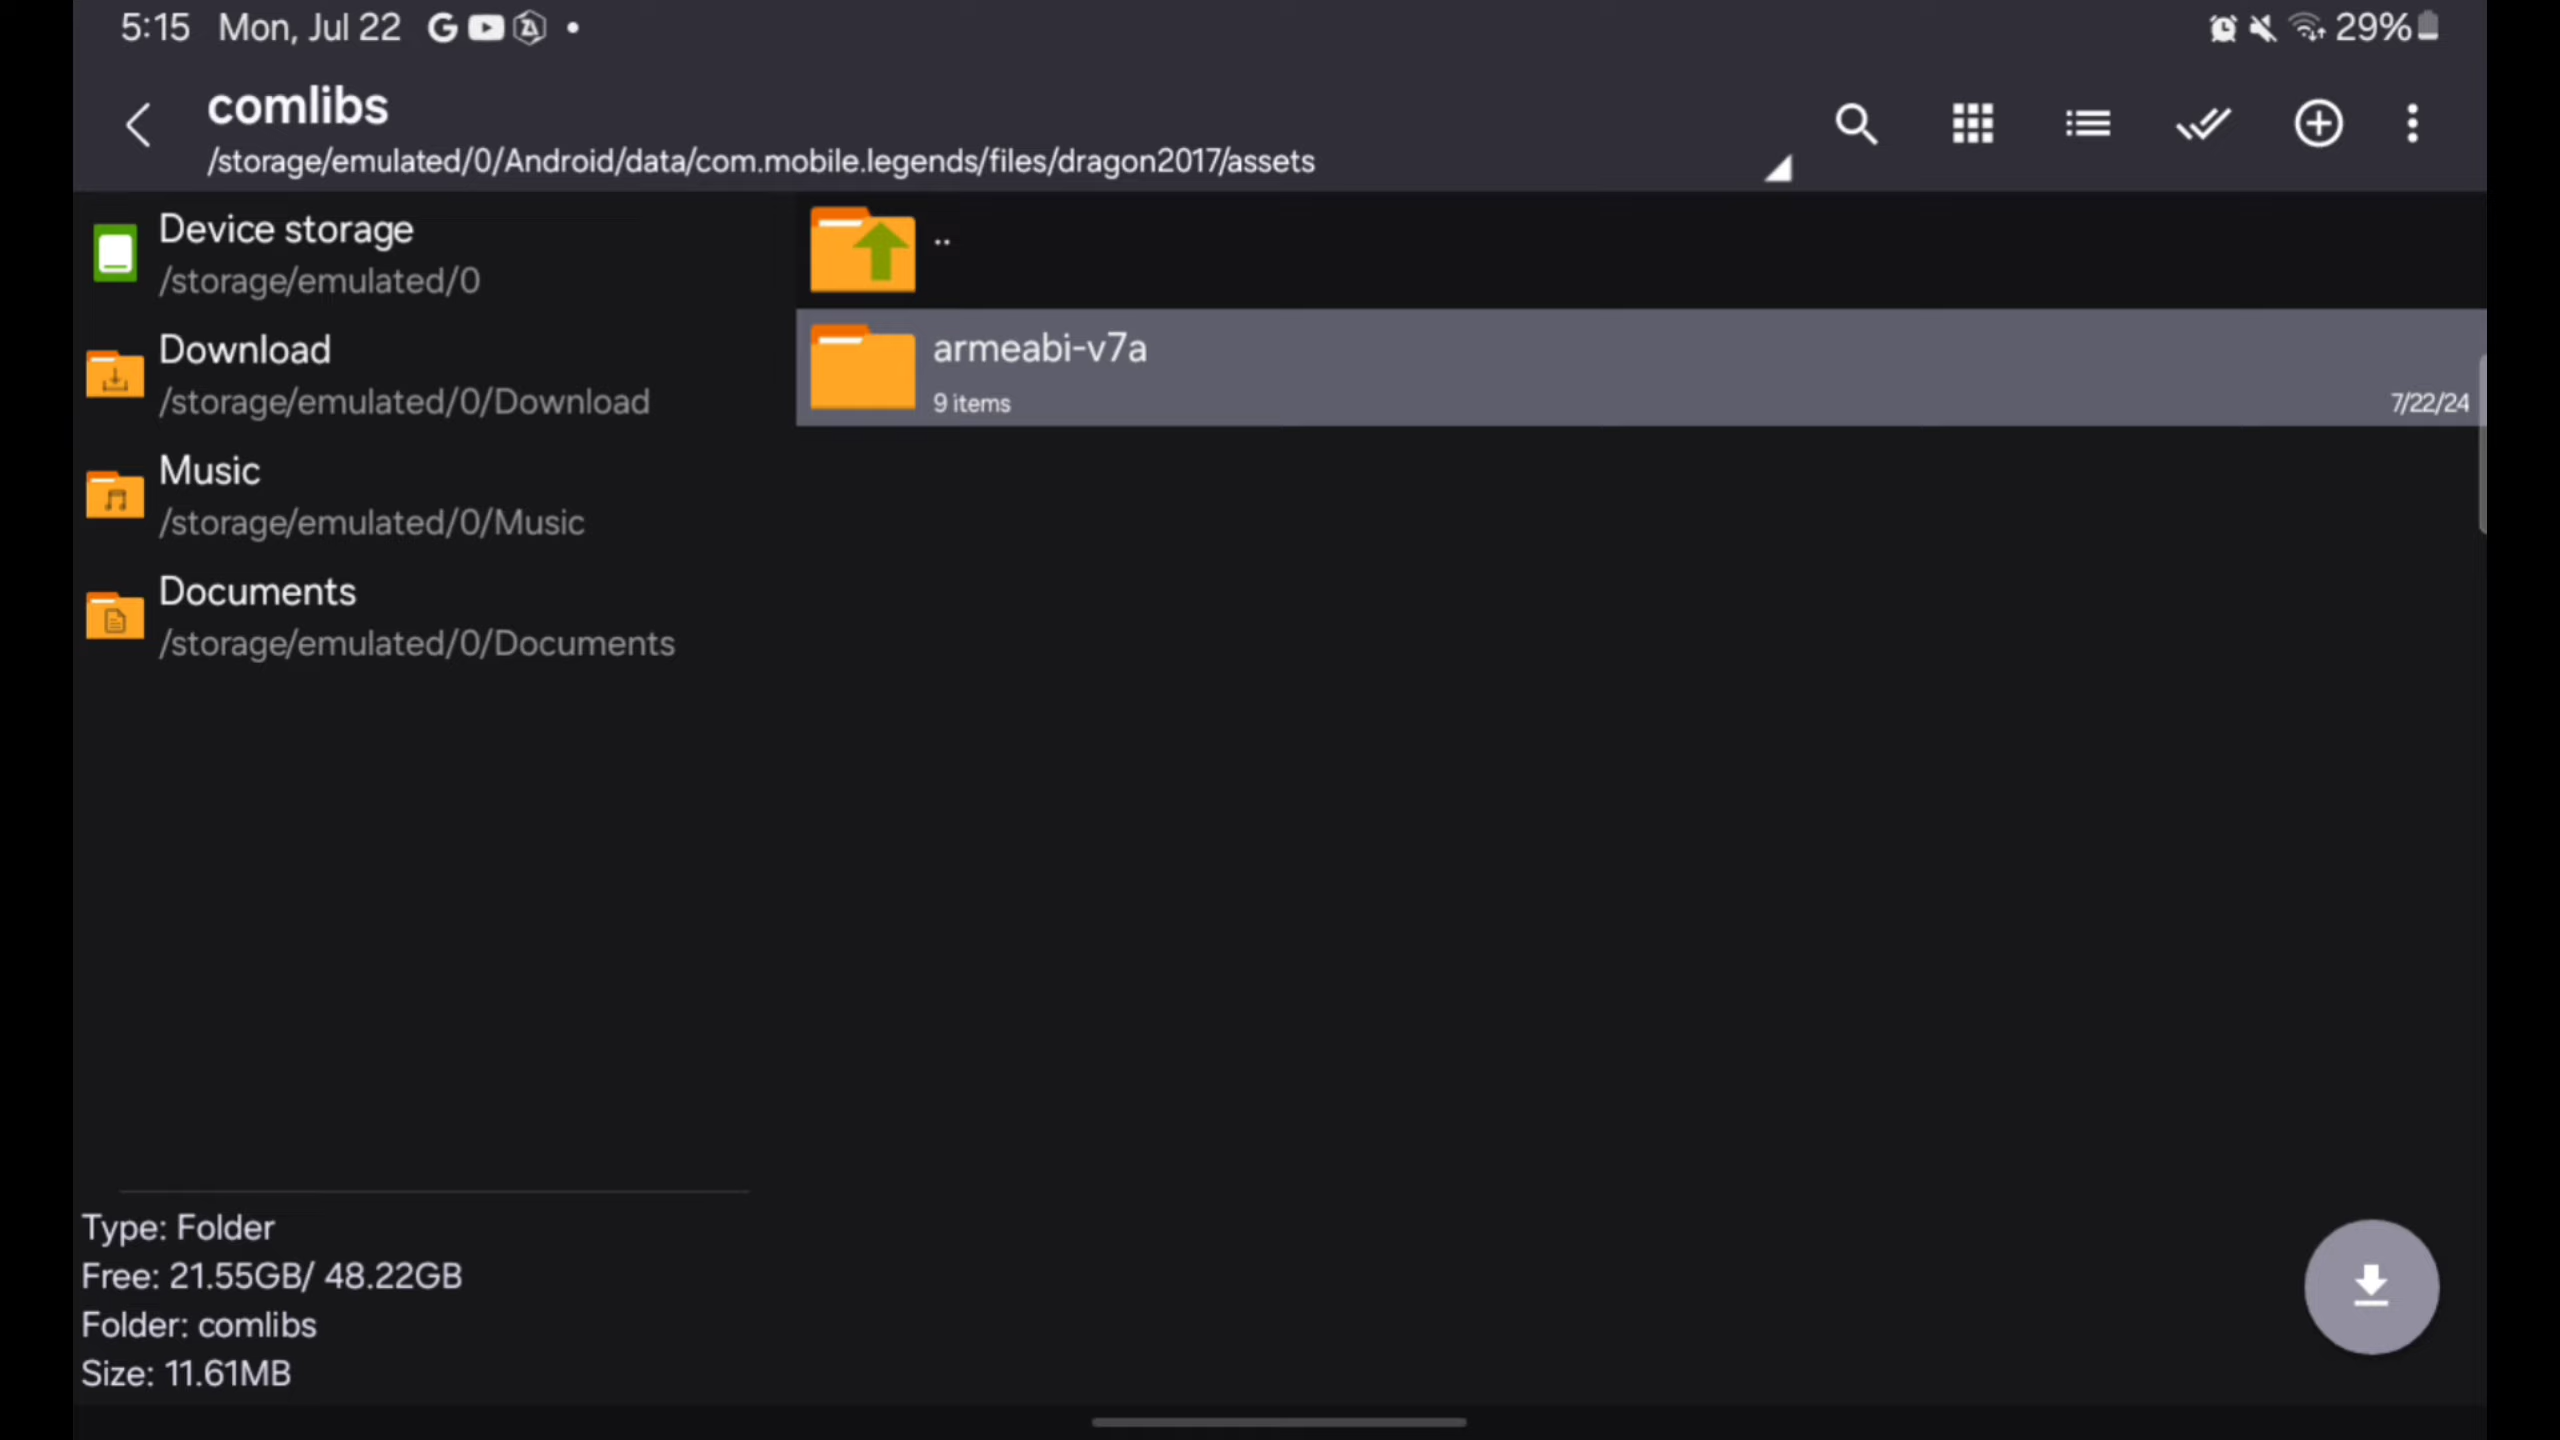 5:15 Mon, Jul 22 29%
comlibs
/storage/emulated/0/Android/data/com.mobile.legends/files/dragon2017/assets
Device storage
/storage/emulated/0
Download
/storage/emulated/0/Download
Music
/storage/emulated/0/Music
Documents
/storage/emulated/0/Documents
..
armeabi-v7a
9 items
7/22/24
Type: Folder
Free: 21.55GB/ 48.22GB
Folder: comlibs
Size: 11.61MB